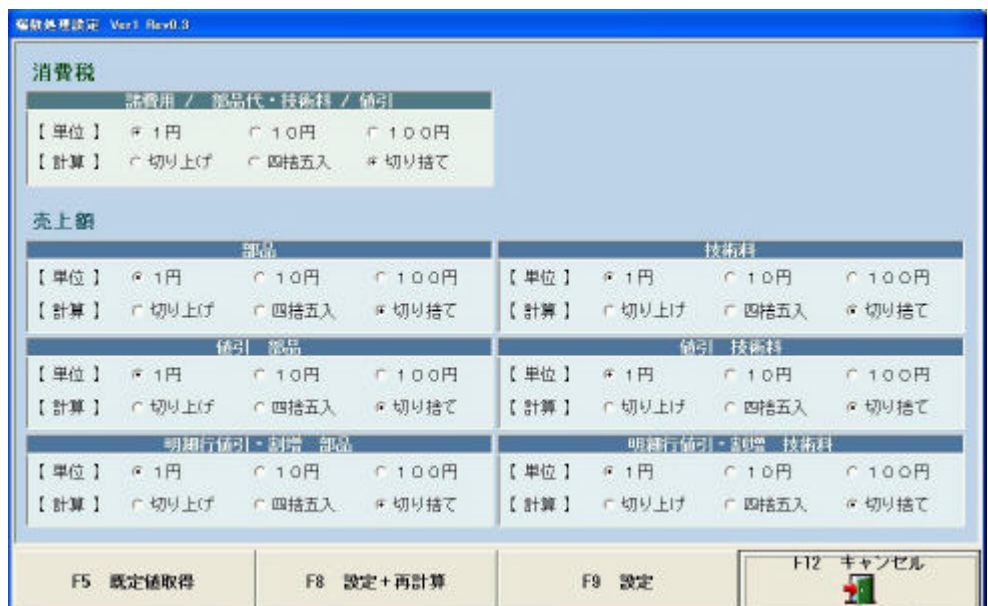 端数処理設定 Ver1 Rev0.3
消費税
諸費用 / 部品代・技術料 / 値引
【 単位 】 1円 10円 100円
【 計算 】 切り上げ 四捨五入 切り捨て
売上額
部品 技術料
【 単位 】 1円 10円 100円 【 単位 】 1円 10円 100円
【 計算 】 切り上げ 四捨五入 切り捨て 【 計算 】 切り上げ 四捨五入 切り捨て
値引 部品 値引 技術料
【 単位 】 1円 10円 100円 【 単位 】 1円 10円 100円
【 計算 】 切り上げ 四捨五入 切り捨て 【 計算 】 切り上げ 四捨五入 切り捨て
明細行値引・割増 部品 明細行値引・割増 技術料
【 単位 】 1円 10円 100円 【 単位 】 1円 10円 100円
【 計算 】 切り上げ 四捨五入 切り捨て 【 計算 】 切り上げ 四捨五入 切り捨て
F5 既定値取得 F8 設定+再計算 F9 設定 F12 キャンセル